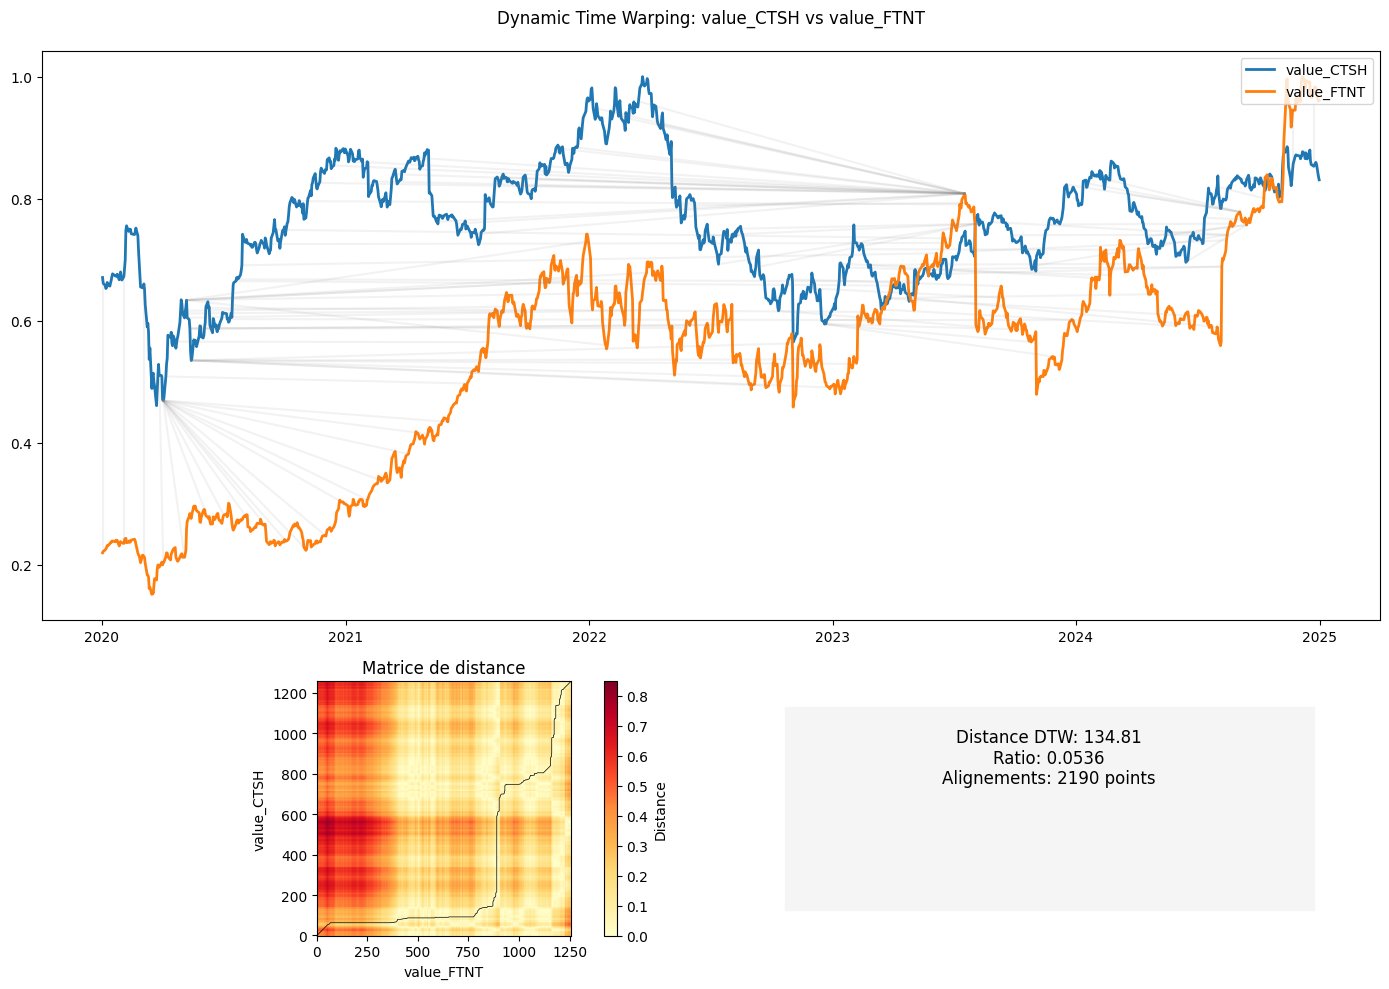 Dynamic Time Warping: value_CTSH vs value_FTNT
1.0
0.8
0.6
0.4
0.2
value_CTSH
value_FTNT
2020 2021 2022 2023 2024 2025
Matrice de distance
value_CTSH
1200
1000
800
600
400
200
0
0 250 500 750 1000 1250
value_FTNT
0.8
0.7
0.6
0.5
0.4
0.3
0.2
0.1
0.0
Distance
Distance DTW: 134.81
Ratio: 0.0536
Alignements: 2190 points